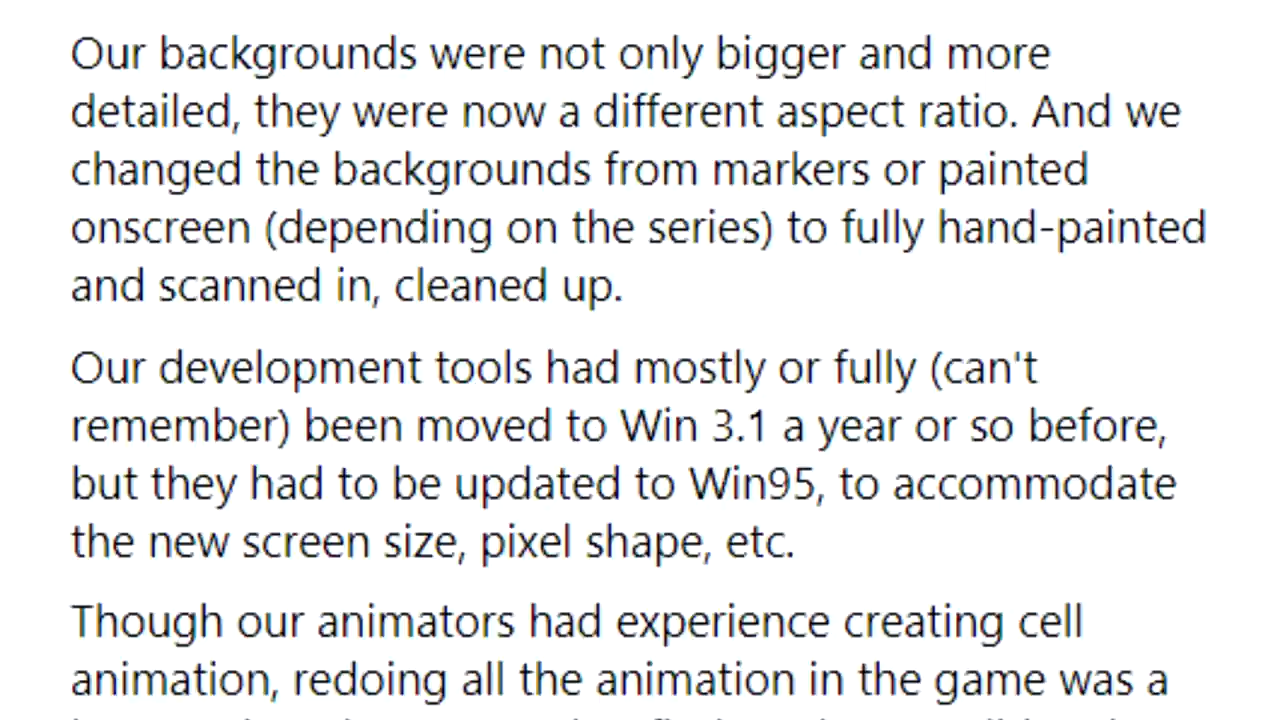 Our backgrounds were not only bigger and more
detailed, they were now a different aspect ratio. And we
changed the backgrounds from markers or painted
onscreen (depending on the series) to fully hand-painted
and scanned in, cleaned up.
Our development tools had mostly or fully (can't
remember) been moved to Win 3.1 a year or so before,
but they had to be updated to Win95, to accommodate
the new screen size, pixel shape, etc.
Though our animators had experience creating cell
animation, redoing all the animation in the game was a